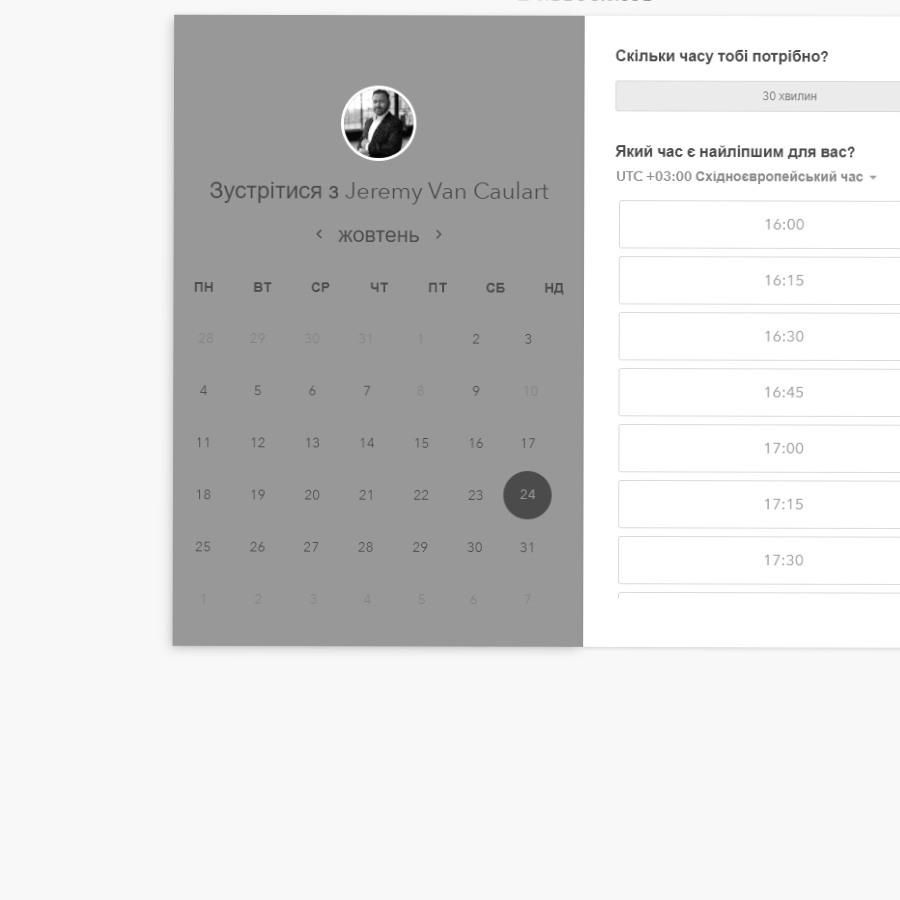 Зустрітися з Jeremy Van Caulart
жовтень
ПН ВТ СР ЧТ ПТ СБ НД
28 29 30 31 1 2 3
4 5 6 7 8 9 10
11 12 13 14 15 16 17
18 19 20 21 22 23 24
25 26 27 28 29 30 31
1 2 3 4 5 6 7
Скільки часу тобі потрібно?
30 хвилин
Який час є найліпшим для вас?
UTC +03:00 Східноєвропейський час
16:00
16:15
16:30
16:45
17:00
17:15
17:30